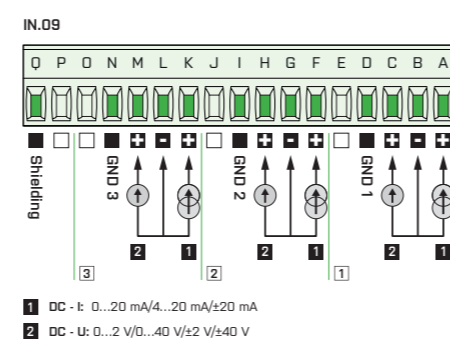 IN.09
Q P O N M L K J I H G F E D C B A
Shielding
GND 3
GND 2
GND 1
2 1 2 1 2 1
3 2 1
1 DC - I: 0...20 mA/4...20 mA/±20 mA
2 DC - U: 0...2 V/0...40 V/±2 V/±40 V